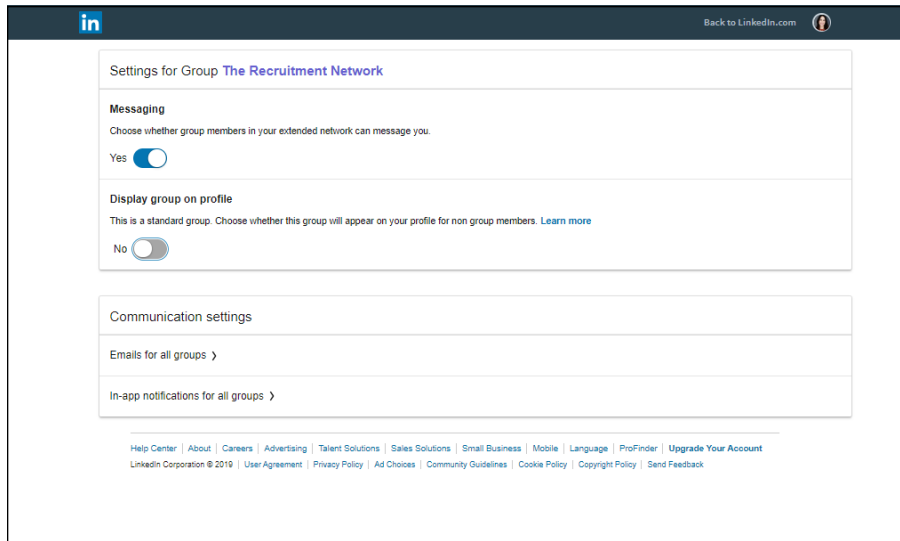 in
Back to LinkedIn.com
Settings for Group The Recruitment Network
Messaging
Choose whether group members in your extended network can message you.
Yes
Display group on profile
This is a standard group. Choose whether this group will appear on your profile for non group members. Learn more
No
Communication settings
Emails for all groups
In-app notifications for all groups
Help Center | About | Careers | Advertising | Talent Solutions | Sales Solutions | Small Business | Mobile | Language | ProFinder | Upgrade Your Account
LinkedIn Corporation © 2019 | User Agreement | Privacy Policy | Ad Choices | Community Guidelines | Cookie Policy | Copyright Policy | Send Feedback